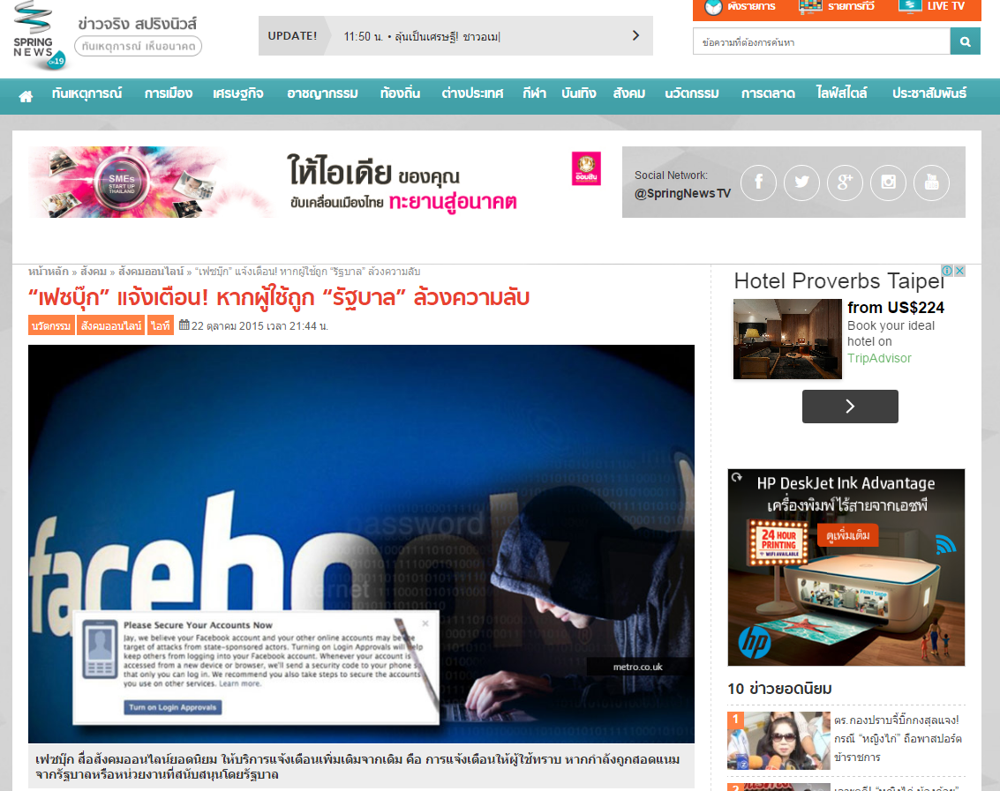 SPRING
NEWS
CH19
ข่าวจริง สปริงนิวส์
ทันเหตุการณ์ เห็นอนาคต
UPDATE!
11:50 น. • ลุ่นเป็นเศรษฐี! ชาวอเม|
ผังรายการ
รายการทีวี
LIVE TV
ข้อความที่ต้องการค้นหา
ทันเหตุการณ์ การเมือง เศรษฐกิจ อาชญากรรม ท้องถิ่น ต่างประเทศ กีฬา บันเทิง สังคม นวัตกรรม การตลาด ไลฟ์สไตล์ ประชาสัมพันธ์
SMEs
START UP
THAILAND
ให้ไอเดีย ของคุณ
ขับเคลื่อนเมืองไทย ทะยานสู่อนาคต
ออมสิน
Social Network:
@SpringNewsTV
หน้าหลัก » สังคม » สังคมออนไลน์ » “เฟซบุ๊ก” แจ้งเตือน! หากผู้ใช้ถูก “รัฐบาล” ล้วงความลับ
“เฟซบุ๊ก” แจ้งเตือน! หากผู้ใช้ถูก “รัฐบาล” ล้วงความลับ
นวัตกรรม สังคมออนไลน์ ไอที 22 ตุลาคม 2015 เวลา 21:44 น.
password
facebo
Please Secure Your Accounts Now
Jay, we believe your Facebook account and your other online accounts may be the
target of attacks from state-sponsored actors. Turning on Login Approvals will help
keep others from logging into your Facebook account. Whenever your account is
accessed from a new device or browser, we'll send a security code to your phone s
that only you can log in. We recommend you also take steps to secure the accounts
you use on other services. Learn more.
Turn on Login Approvals
metro.co.uk
เฟซบุ๊ก สื่อสังคมออนไลน์ยอดนิยม ให้บริการแจ้งเตือนเพิ่มเติมจากเดิม คือ การแจ้งเตือนให้ผู้ใช้ทราบ หากกำลังถูกสอดแนม
จากรัฐบาลหรือหน่วยงานที่สนับสนุนโดยรัฐบาล
Hotel Proverbs Taipei
from US$224
Book your ideal
hotel on
TripAdvisor
HP DeskJet Ink Advantage
เครื่องพิมพ์ไร้สายจากเอชพี
24 HOUR
PRINTING
WIFI AVAILABLE
ดูเพิ่มเติม
PRINT SHOP
hp
10 ข่าวยอดนิยม
1
ดร.กองปราบจี้บิ๊กกงสุลแจง!
กรณี “หญิงไก่” ถือพาสปอร์ต
ข้าราชการ
2